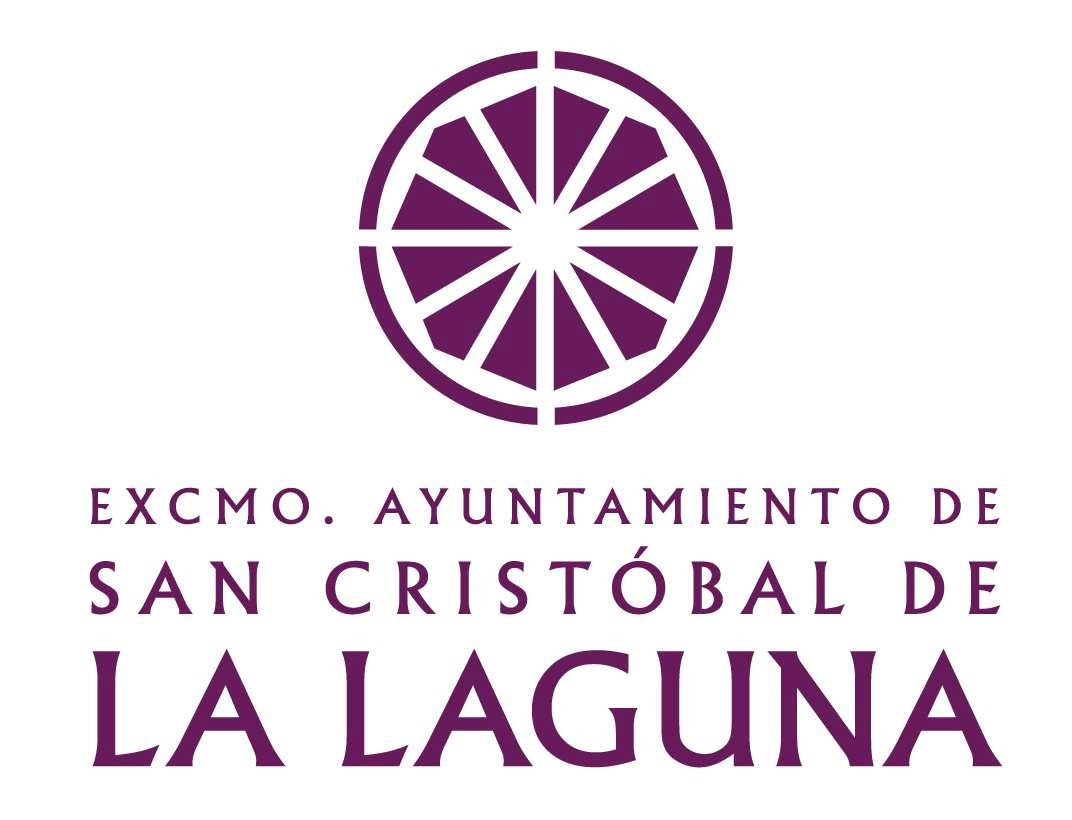 EXCMO. AYUNTAMIENTO DE
SAN CRISTÓBAL DE
LA LAGUNA